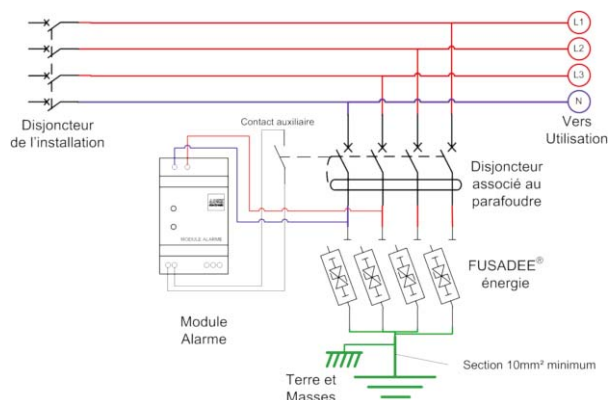 L1
L2
L3
N
Disjoncteur
de l'installation
Vers
Utilisation
Contact auxiliaire
Disjoncteur
associé au
parafoudre
MODULE ALARME
FUSADEE®
énergie
Module
Alarme
Section 10mm² minimum
Terre et
Masses